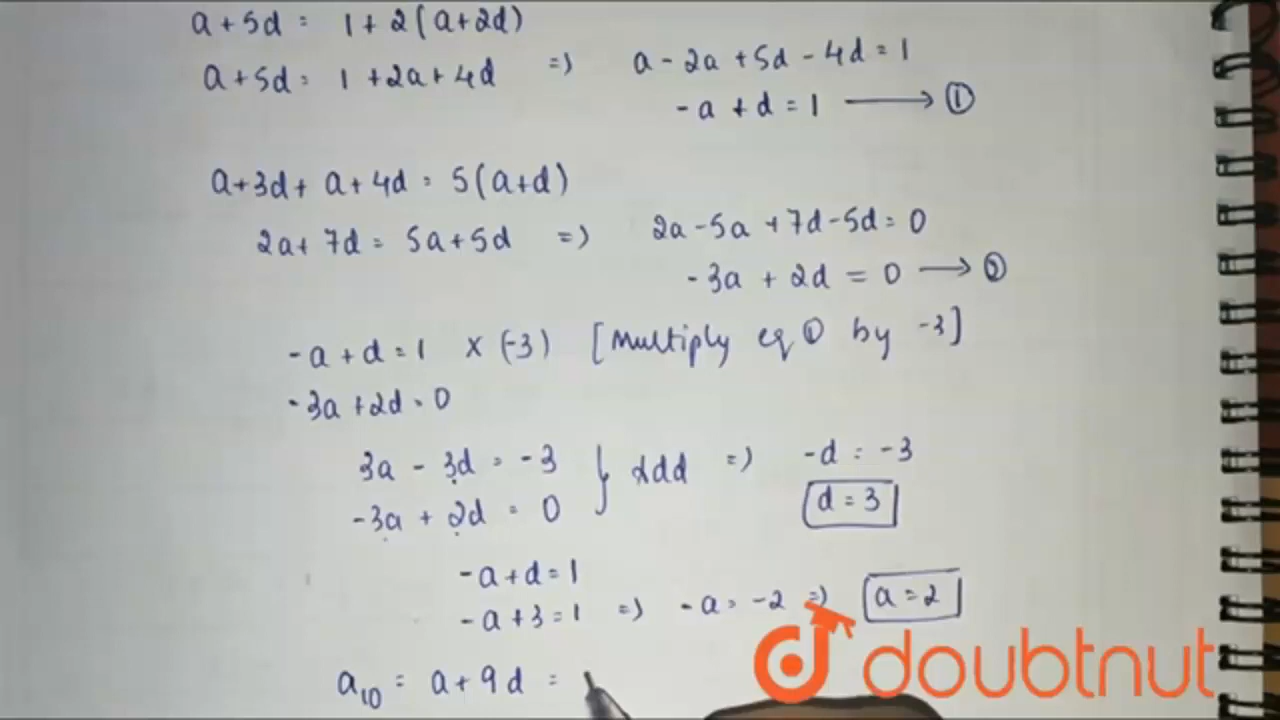 a + 5d = 1 + 2(a+2d)
a + 5d = 1 + 2a + 4d => a - 2a + 5d - 4d = 1
-a + d = 1 ⟶ ①
a+3d+ a+4d = 5(a+d)
2a+ 7d = 5a+5d => 2a-5a +7d-5d = 0
-3a + 2d = 0 ⟶ ②
-a + d = 1 × (-3) [Multiply eq ① by -3]
-3a + 2d = 0
3a - 3d = -3 } Add => -d = -3
-3a + 2d = 0 d = 3
-a + d = 1
-a + 3 = 1 => -a = -2 => a = 2
a10 = a + 9d =
doubtnut